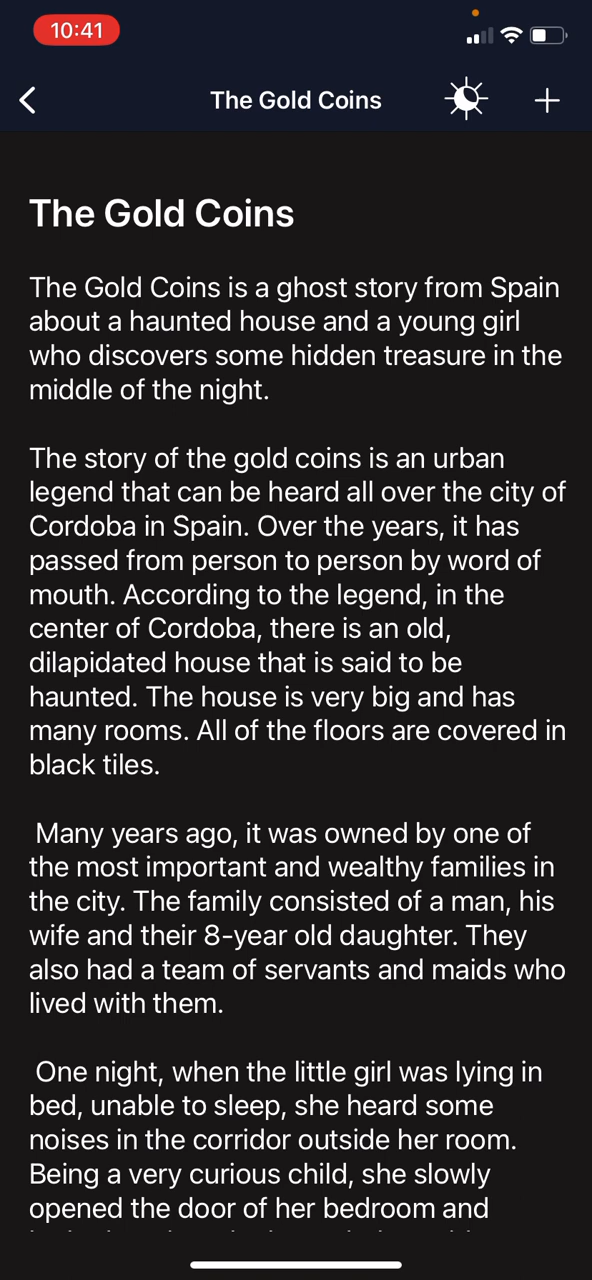 10:41
The Gold Coins
The Gold Coins
The Gold Coins is a ghost story from Spain
about a haunted house and a young girl
who discovers some hidden treasure in the
middle of the night.
The story of the gold coins is an urban
legend that can be heard all over the city of
Cordoba in Spain. Over the years, it has
passed from person to person by word of
mouth. According to the legend, in the
center of Cordoba, there is an old,
dilapidated house that is said to be
haunted. The house is very big and has
many rooms. All of the floors are covered in
black tiles.
Many years ago, it was owned by one of
the most important and wealthy families in
the city. The family consisted of a man, his
wife and their 8-year old daughter. They
also had a team of servants and maids who
lived with them.
One night, when the little girl was lying in
bed, unable to sleep, she heard some
noises in the corridor outside her room.
Being a very curious child, she slowly
opened the door of her bedroom and